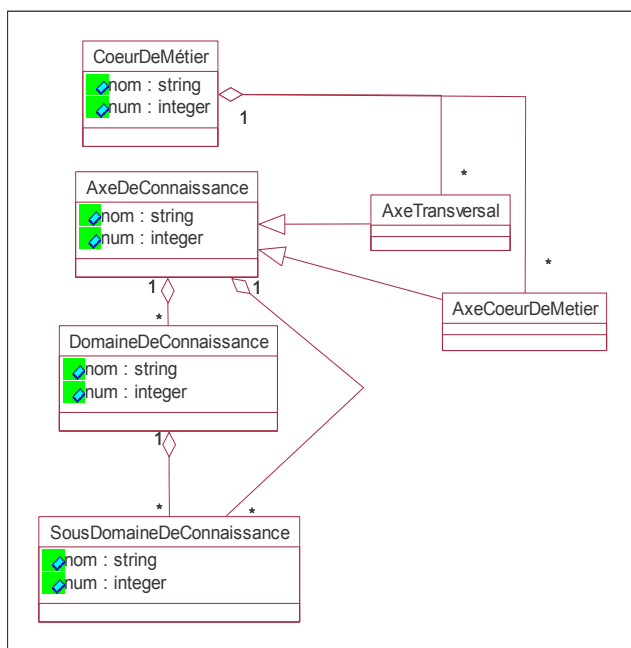 CoeurDeMétier
nom : string
num : integer
1
*
AxeDeConnaissance
nom : string
num : integer
AxeTransversal
*
1
1
AxeCoeurDeMetier
*
DomaineDeConnaissance
nom : string
num : integer
1
*
*
SousDomaineDeConnaissance
nom : string
num : integer